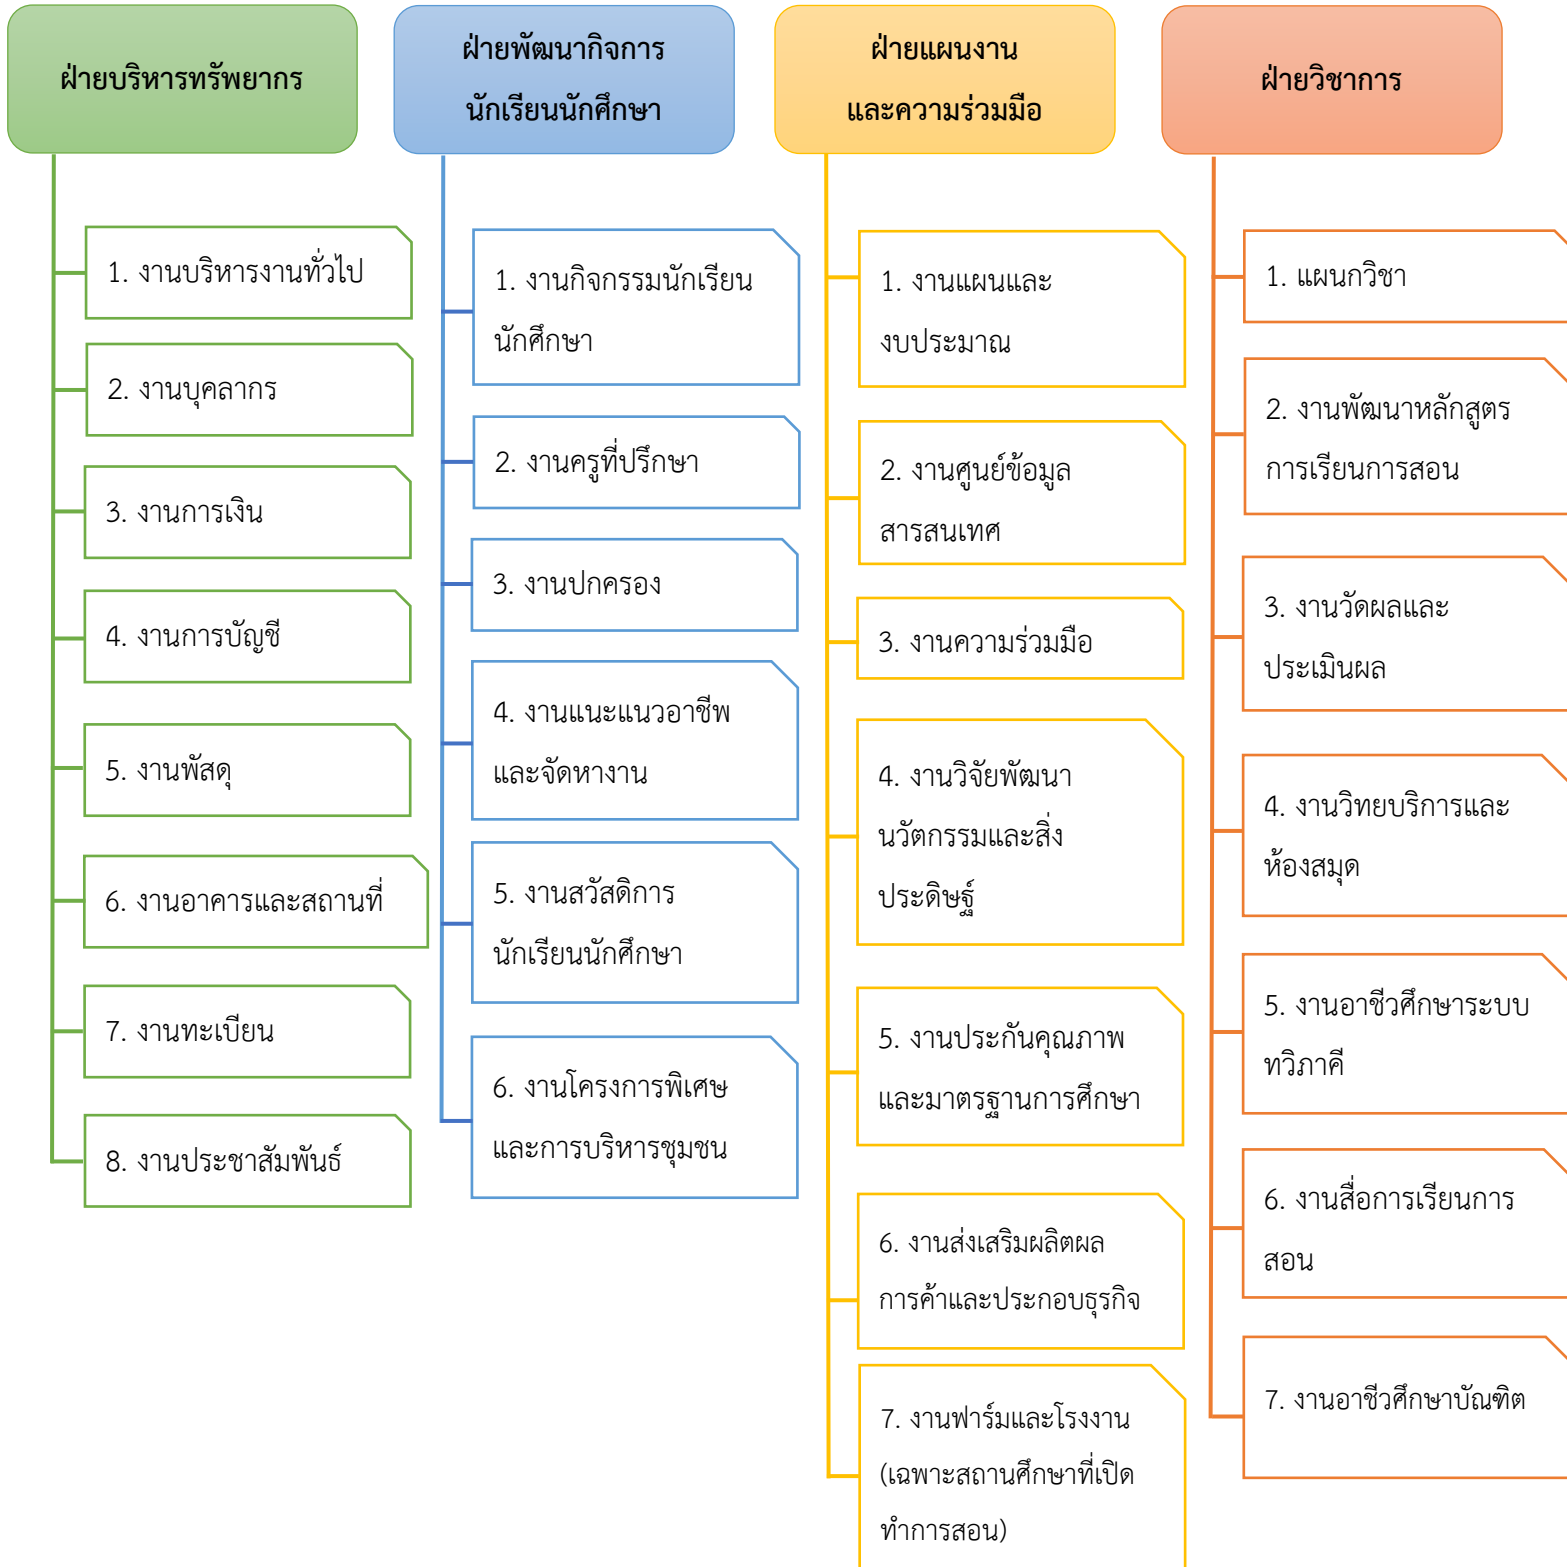 ฝ่ายบริหารทรัพยากร
1. งานบริหารงานทั่วไป
2. งานบุคลากร
3. งานการเงิน
4. งานการบัญชี
5. งานพัสดุ
6. งานอาคารและสถานที่
7. งานทะเบียน
8. งานประชาสัมพันธ์
ฝ่ายพัฒนากิจการ
นักเรียนนักศึกษา
1. งานกิจกรรมนักเรียน
นักศึกษา
2. งานครูที่ปรึกษา
3. งานปกครอง
4. งานแนะแนวอาชีพ
และจัดหางาน
5. งานสวัสดิการ
นักเรียนนักศึกษา
6. งานโครงการพิเศษ
และการบริหารชุมชน
ฝ่ายแผนงาน
และความร่วมมือ
1. งานแผนและ
งบประมาณ
2. งานศูนย์ข้อมูล
สารสนเทศ
3. งานความร่วมมือ
4. งานวิจัยพัฒนา
นวัตกรรมและสิ่ง
ประดิษฐ์
5. งานประกันคุณภาพ
และมาตรฐานการศึกษา
6. งานส่งเสริมผลิตผล
การค้าและประกอบธุรกิจ
7. งานฟาร์มและโรงงาน
(เฉพาะสถานศึกษาที่เปิด
ทำการสอน)
ฝ่ายวิชาการ
1. แผนกวิชา
2. งานพัฒนาหลักสูตร
การเรียนการสอน
3. งานวัดผลและ
ประเมินผล
4. งานวิทยบริการและ
ห้องสมุด
5. งานอาชีวศึกษาระบบ
ทวิภาคี
6. งานสื่อการเรียนการ
สอน
7. งานอาชีวศึกษาบัณฑิต